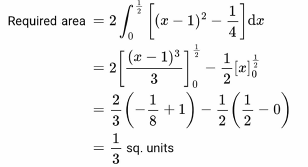 Required area = 2∫₀^{1/2} [(x − 1)² − 1/4] dx
= 2[(x − 1)³/3]₀^{1/2} − 1/2[x]₀^{1/2}
= 2/3(−1/8 + 1) − 1/2(1/2 − 0)
= 1/3 sq. units